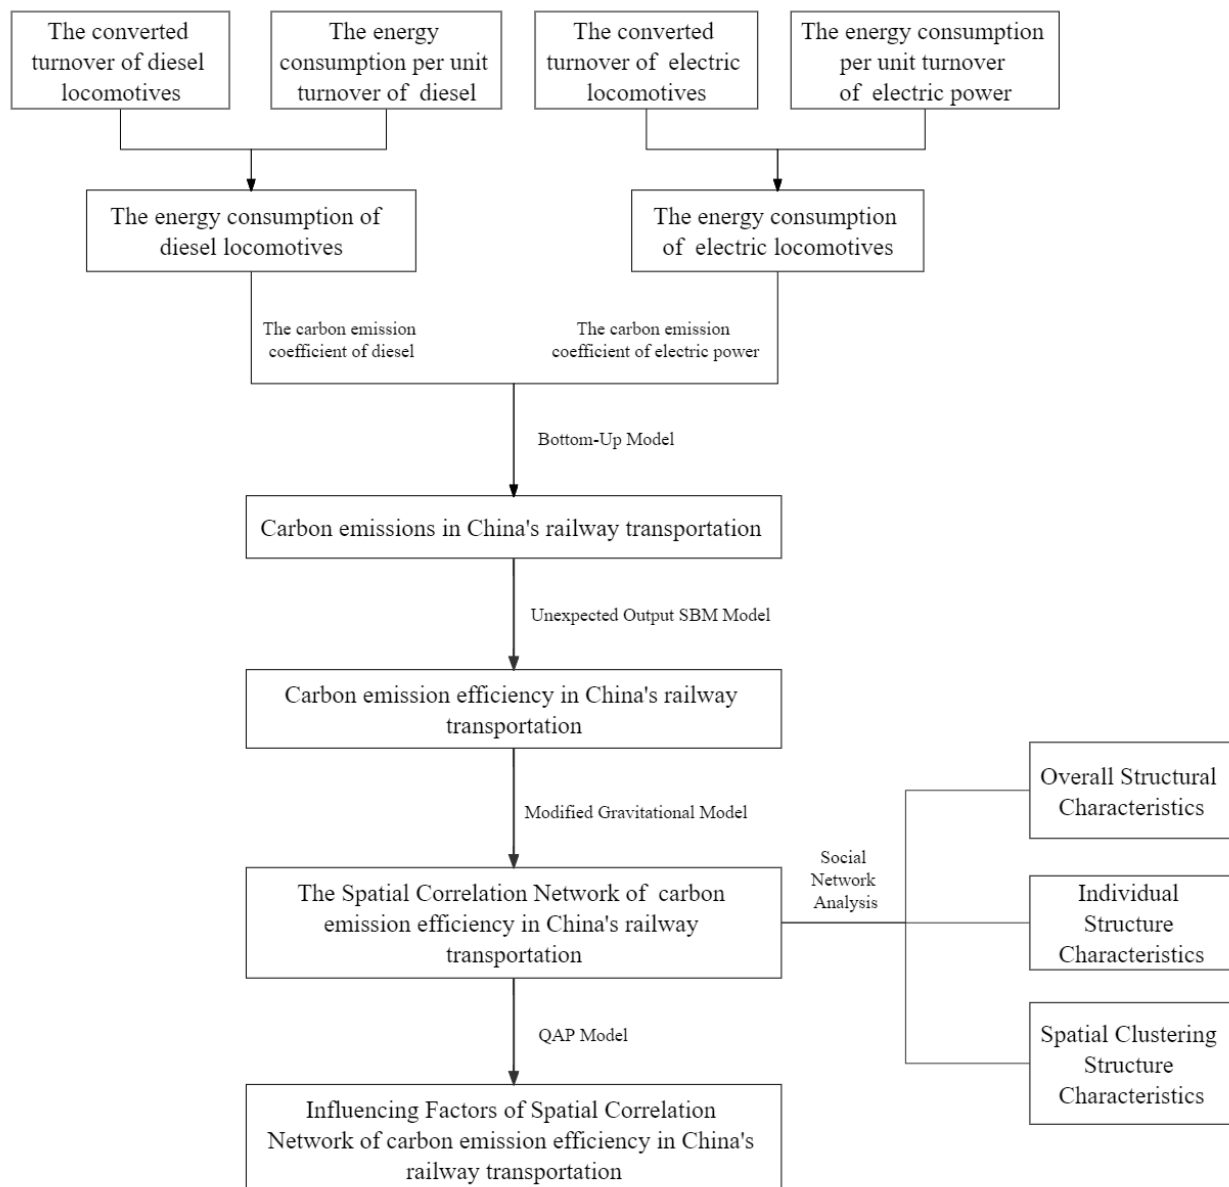 The converted
turnover of diesel
locomotives
The energy
consumption per unit
turnover of diesel
The converted
turnover of electric
locomotives
The energy consumption
per unit turnover
of electric power
The energy consumption of
diesel locomotives
The energy consumption
of electric locomotives
The carbon emission
coefficient of diesel
The carbon emission
coefficient of electric power
Bottom-Up Model
Carbon emissions in China's railway transportation
Unexpected Output SBM Model
Carbon emission efficiency in China's railway
transportation
Modified Gravitational Model
The Spatial Correlation Network of carbon
emission efficiency in China's railway
transportation
Social
Network
Analysis
Overall Structural
Characteristics
Individual
Structure
Characteristics
Spatial Clustering
Structure
Characteristics
QAP Model
Influencing Factors of Spatial Correlation
Network of carbon emission efficiency in China's
railway transportation